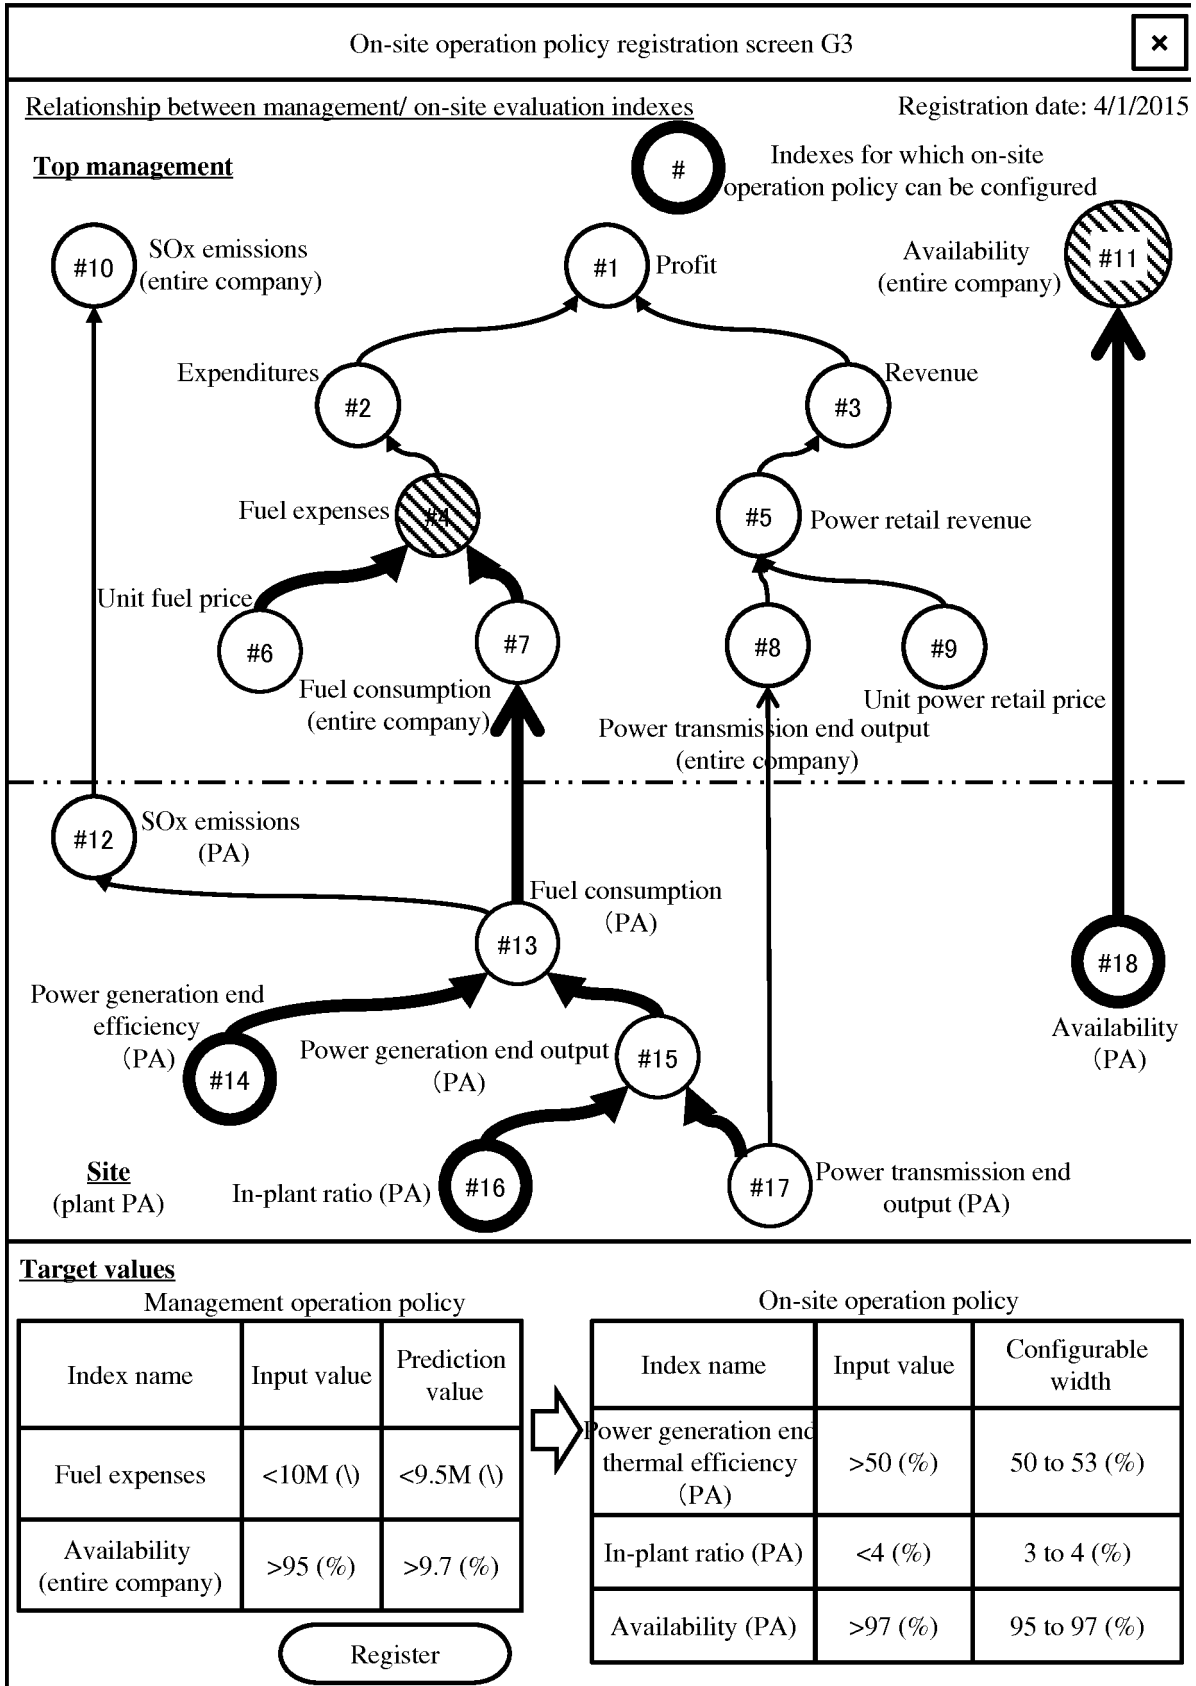 On-site operation policy registration screen G3
×
Relationship between management/ on-site evaluation indexes
Registration date: 4/1/2015
Top management
#
Indexes for which on-site
operation policy can be configured
#10
SOx emissions
(entire company)
#1
Profit
Availability
(entire company)
#11
Expenditures
#2
#3
Revenue
Fuel expenses
#4
#5
Power retail revenue
Unit fuel price
#6
#7
#8
#9
Fuel consumption
(entire company)
Unit power retail price
Power transmission end output
(entire company)
#12
SOx emissions
(PA)
Fuel consumption
(PA)
#13
#18
Availability
(PA)
Power generation end
efficiency
(PA)
#14
Power generation end output
(PA)
#15
Site
(plant PA)
In-plant ratio (PA)
#16
#17
Power transmission end
output (PA)
Target values
Management operation policy
Index name
Input value
Prediction
value
Fuel expenses
<10M (\)
<9.5M (\)
Availability
(entire company)
>95 (%)
>9.7 (%)
Register
On-site operation policy
Index name
Input value
Configurable
width
Power generation end
thermal efficiency
(PA)
>50 (%)
50 to 53 (%)
In-plant ratio (PA)
<4 (%)
3 to 4 (%)
Availability (PA)
>97 (%)
95 to 97 (%)